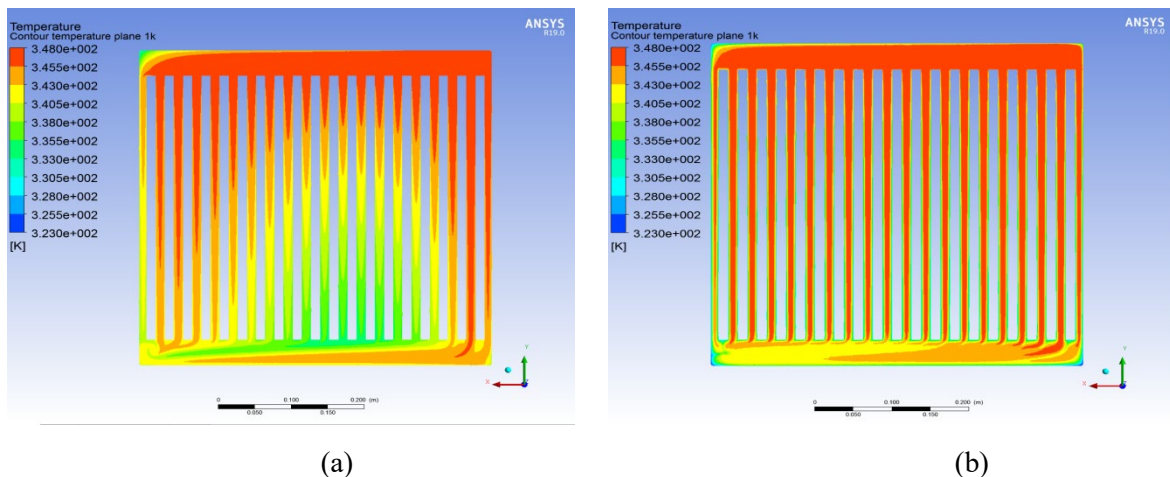 Temperature
Contour temperature plane 1k
3.480e+002
3.455e+002
3.430e+002
3.405e+002
3.380e+002
3.355e+002
3.330e+002
3.305e+002
3.280e+002
3.255e+002
3.230e+002
[K]
ANSYS
R19.0
Y
X
Z
0 0.100 0.200 (m)
0.050 0.150
(a)
Temperature
Contour temperature plane 1k
3.480e+002
3.455e+002
3.430e+002
3.405e+002
3.380e+002
3.355e+002
3.330e+002
3.305e+002
3.280e+002
3.255e+002
3.230e+002
[K]
ANSYS
R19.0
Y
X
Z
0 0.100 0.200 (m)
0.050 0.150
(b)